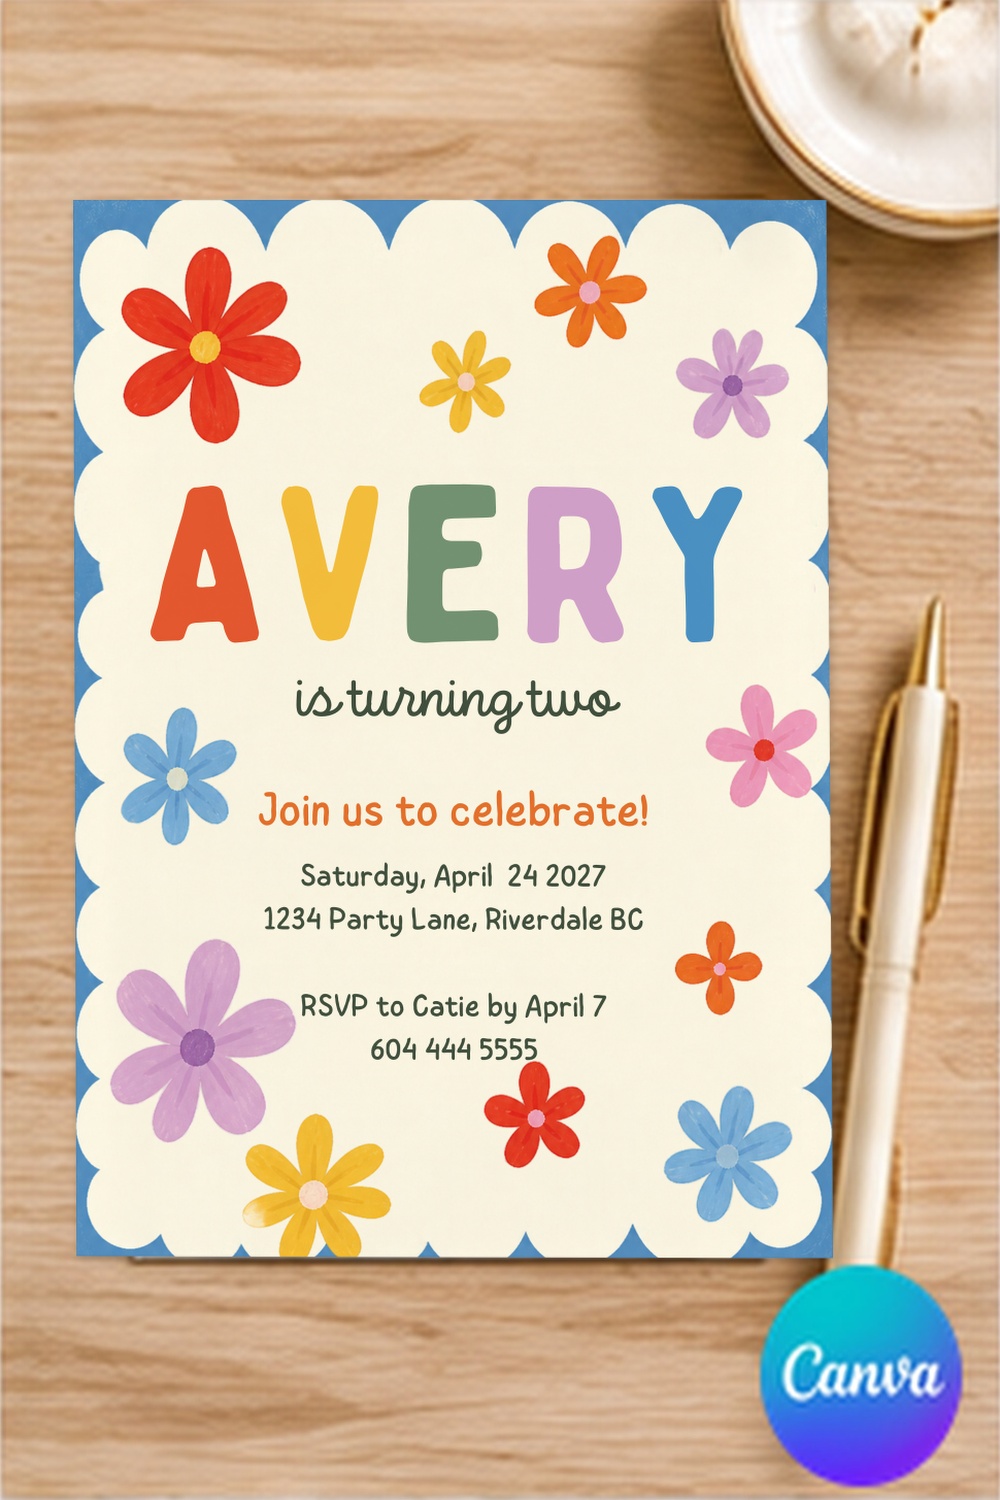 AVERY
is turning two
Join us to celebrate!
Saturday, April  24 2027
1234 Party Lane, Riverdale BC
RSVP to Catie by April 7
604 444 5555
Canva